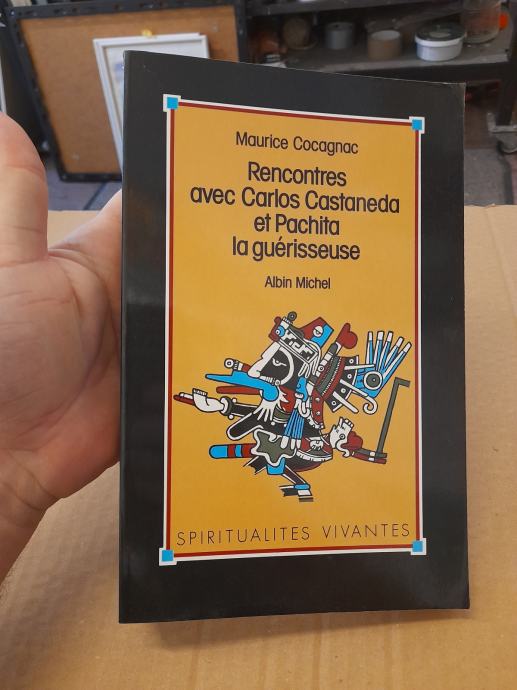 Maurice Cocagnac
Rencontres
avec Carlos Castaneda
et Pachita
la guérisseuse
Albin Michel
SPIRITUALITES VIVANTES